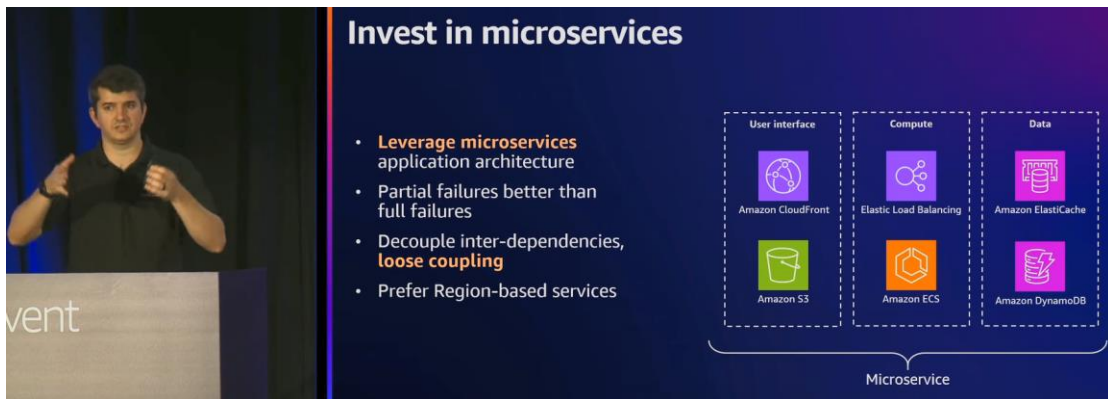 Invest in microservices
Leverage microservices
application architecture
Partial failures better than
full failures
Decouple inter-dependencies,
loose coupling
Prefer Region-based services
User interface
Compute
Data
Amazon CloudFront
Elastic Load Balancing
Amazon ElastiCache
Amazon S3
Amazon ECS
Amazon DynamoDB
Microservice
vent